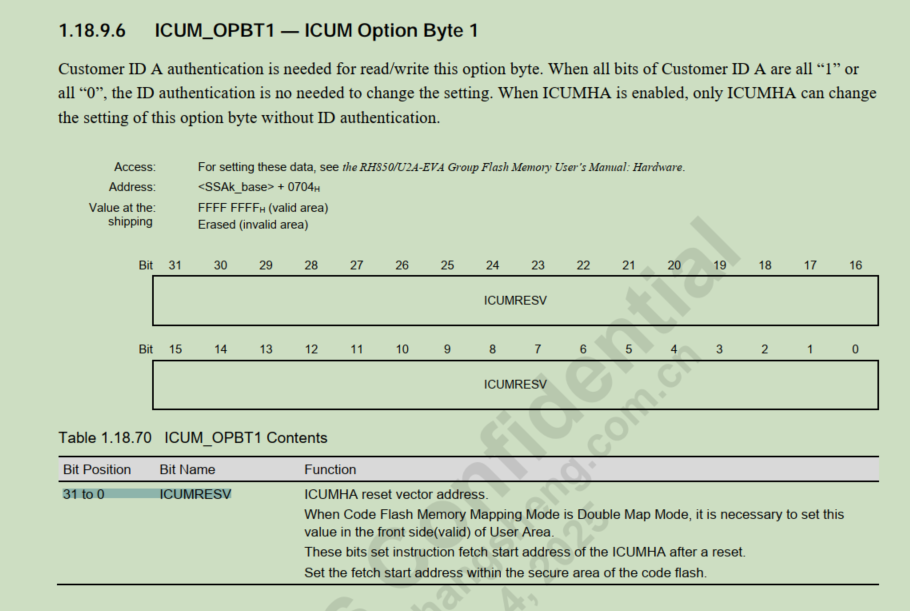 1.18.9.6 ICUM_OPBT1 — ICUM Option Byte 1
Customer ID A authentication is needed for read/write this option byte. When all bits of Customer ID A are all “1” or
all “0”, the ID authentication is no needed to change the setting. When ICUMHA is enabled, only ICUMHA can change
the setting of this option byte without ID authentication.
Access: For setting these data, see the RH850/U2A-EVA Group Flash Memory User’s Manual: Hardware.
Address: <SSAk_base> + 0704H
Value at the: FFFF FFFFH (valid area)
shipping Erased (invalid area)
Bit 31 30 29 28 27 26 25 24 23 22 21 20 19 18 17 16
ICUMRESV
Bit 15 14 13 12 11 10 9 8 7 6 5 4 3 2 1 0
ICUMRESV
Table 1.18.70 ICUM_OPBT1 Contents
Bit Position Bit Name Function
31 to 0 ICUMRESV ICUMHA reset vector address.
When Code Flash Memory Mapping Mode is Double Map Mode, it is necessary to set this
value in the front side(valid) of User Area.
These bits set instruction fetch start address of the ICUMHA after a reset.
Set the fetch start address within the secure area of the code flash.
Confidential
.com.cn
4, 2025